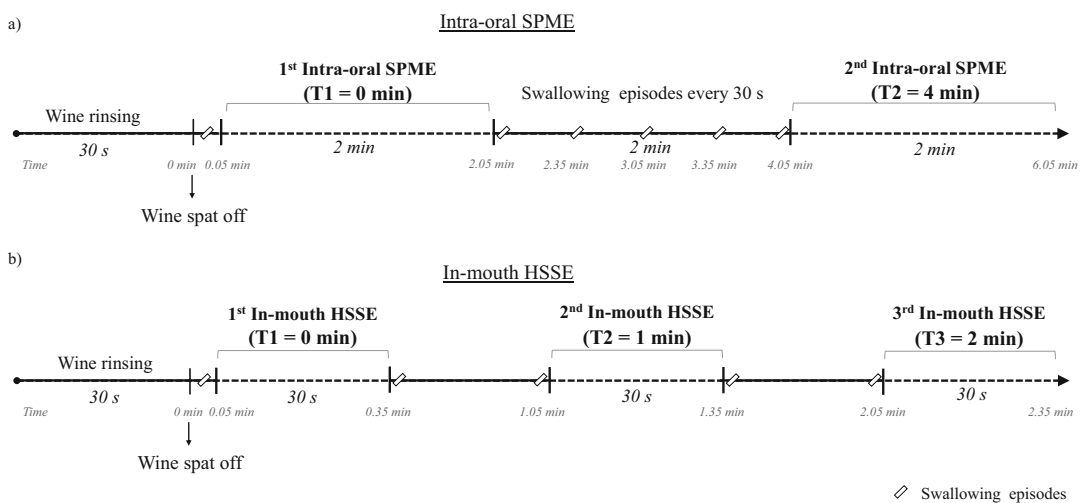 a)
Intra-oral SPME
1st Intra-oral SPME
(T1 = 0 min)
2nd Intra-oral SPME
(T2 = 4 min)
Swallowing episodes every 30 s
Wine rinsing
30 s
2 min
2 min
2 min
Time
0 min
0.05 min
2.05 min
2.35 min
3.05 min
3.35 min
4.05 min
6.05 min
Wine spat off
b)
In-mouth HSSE
1st In-mouth HSSE
(T1 = 0 min)
2nd In-mouth HSSE
(T2 = 1 min)
3rd In-mouth HSSE
(T3 = 2 min)
Wine rinsing
30 s
30 s
30 s
30 s
Time
0 min
0.05 min
0.35 min
1.05 min
1.35 min
2.05 min
2.35 min
Wine spat off
Swallowing episodes